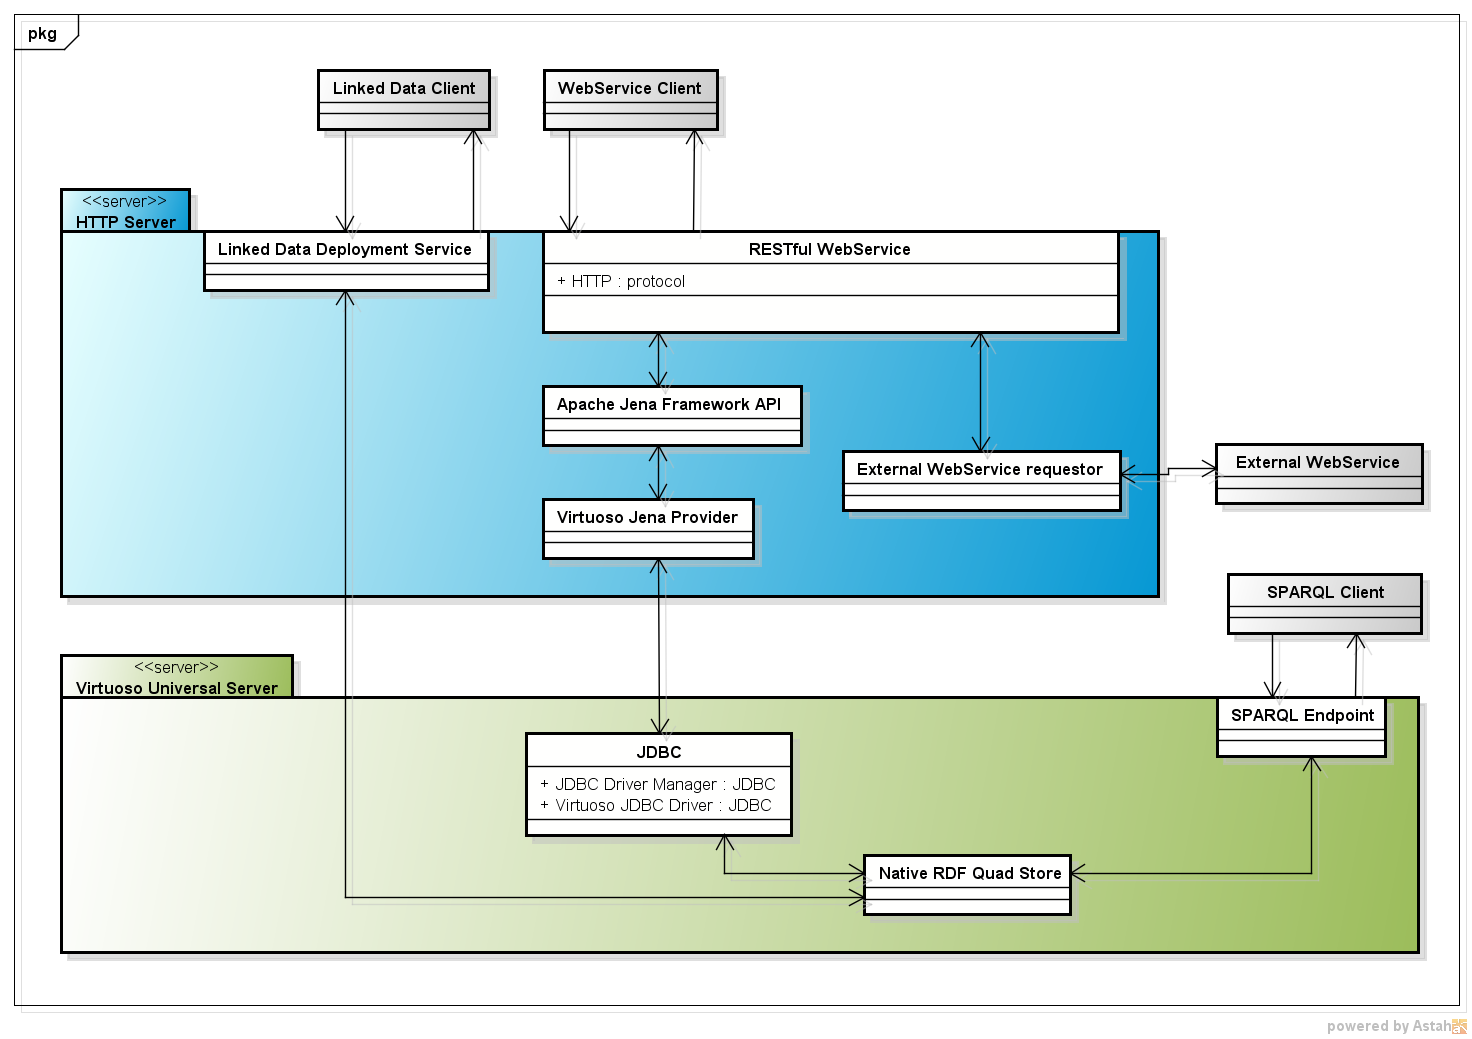 pkg
Linked Data Client
WebService Client
<<server>>
HTTP Server
Linked Data Deployment Service
RESTful WebService
+ HTTP : protocol
Apache Jena Framework API
External WebService requestor
External WebService
Virtuoso Jena Provider
SPARQL Client
<<server>>
Virtuoso Universal Server
SPARQL Endpoint
JDBC
+ JDBC Driver Manager : JDBC
+ Virtuoso JDBC Driver : JDBC
Native RDF Quad Store
powered by Astah